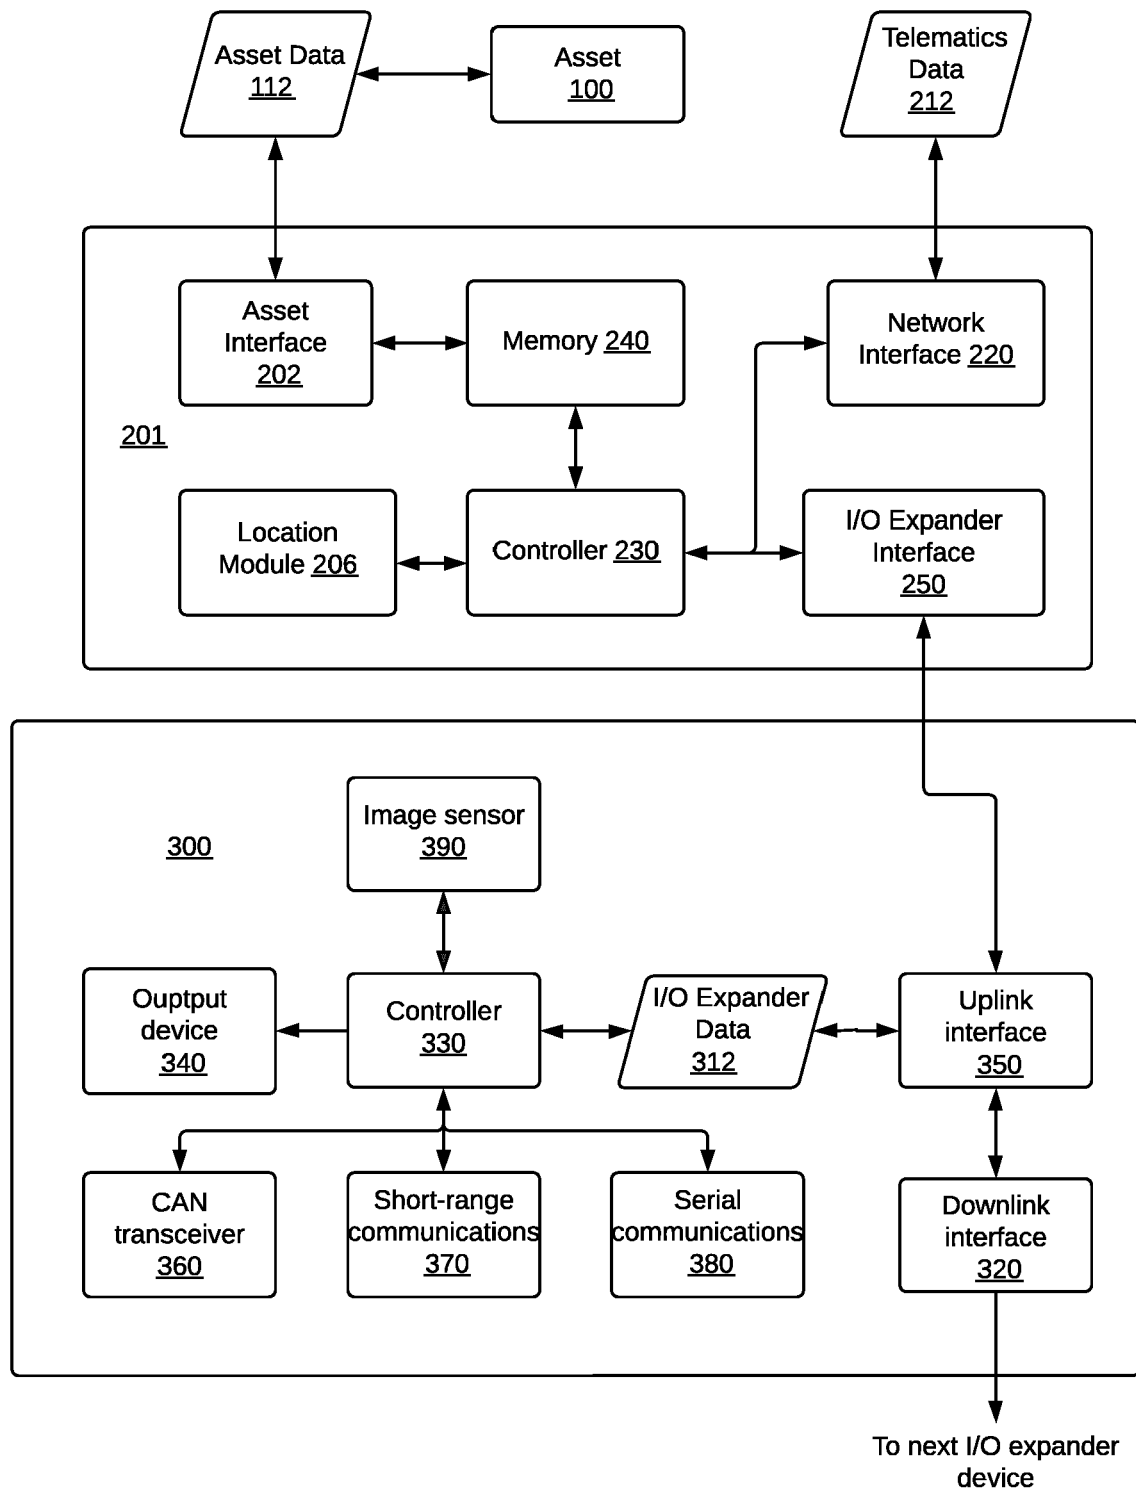 Asset Data
112
Asset
100
Telematics
Data
212
Asset
Interface
202
Memory 240
Network
Interface 220
201
Location
Module 206
Controller 230
I/O Expander
Interface
250
Image sensor
390
300
Ouptput
device
340
Controller
330
I/O Expander
Data
312
Uplink
interface
350
CAN
transceiver
360
Short-range
communications
370
Serial
communications
380
Downlink
interface
320
To next I/O expander
device